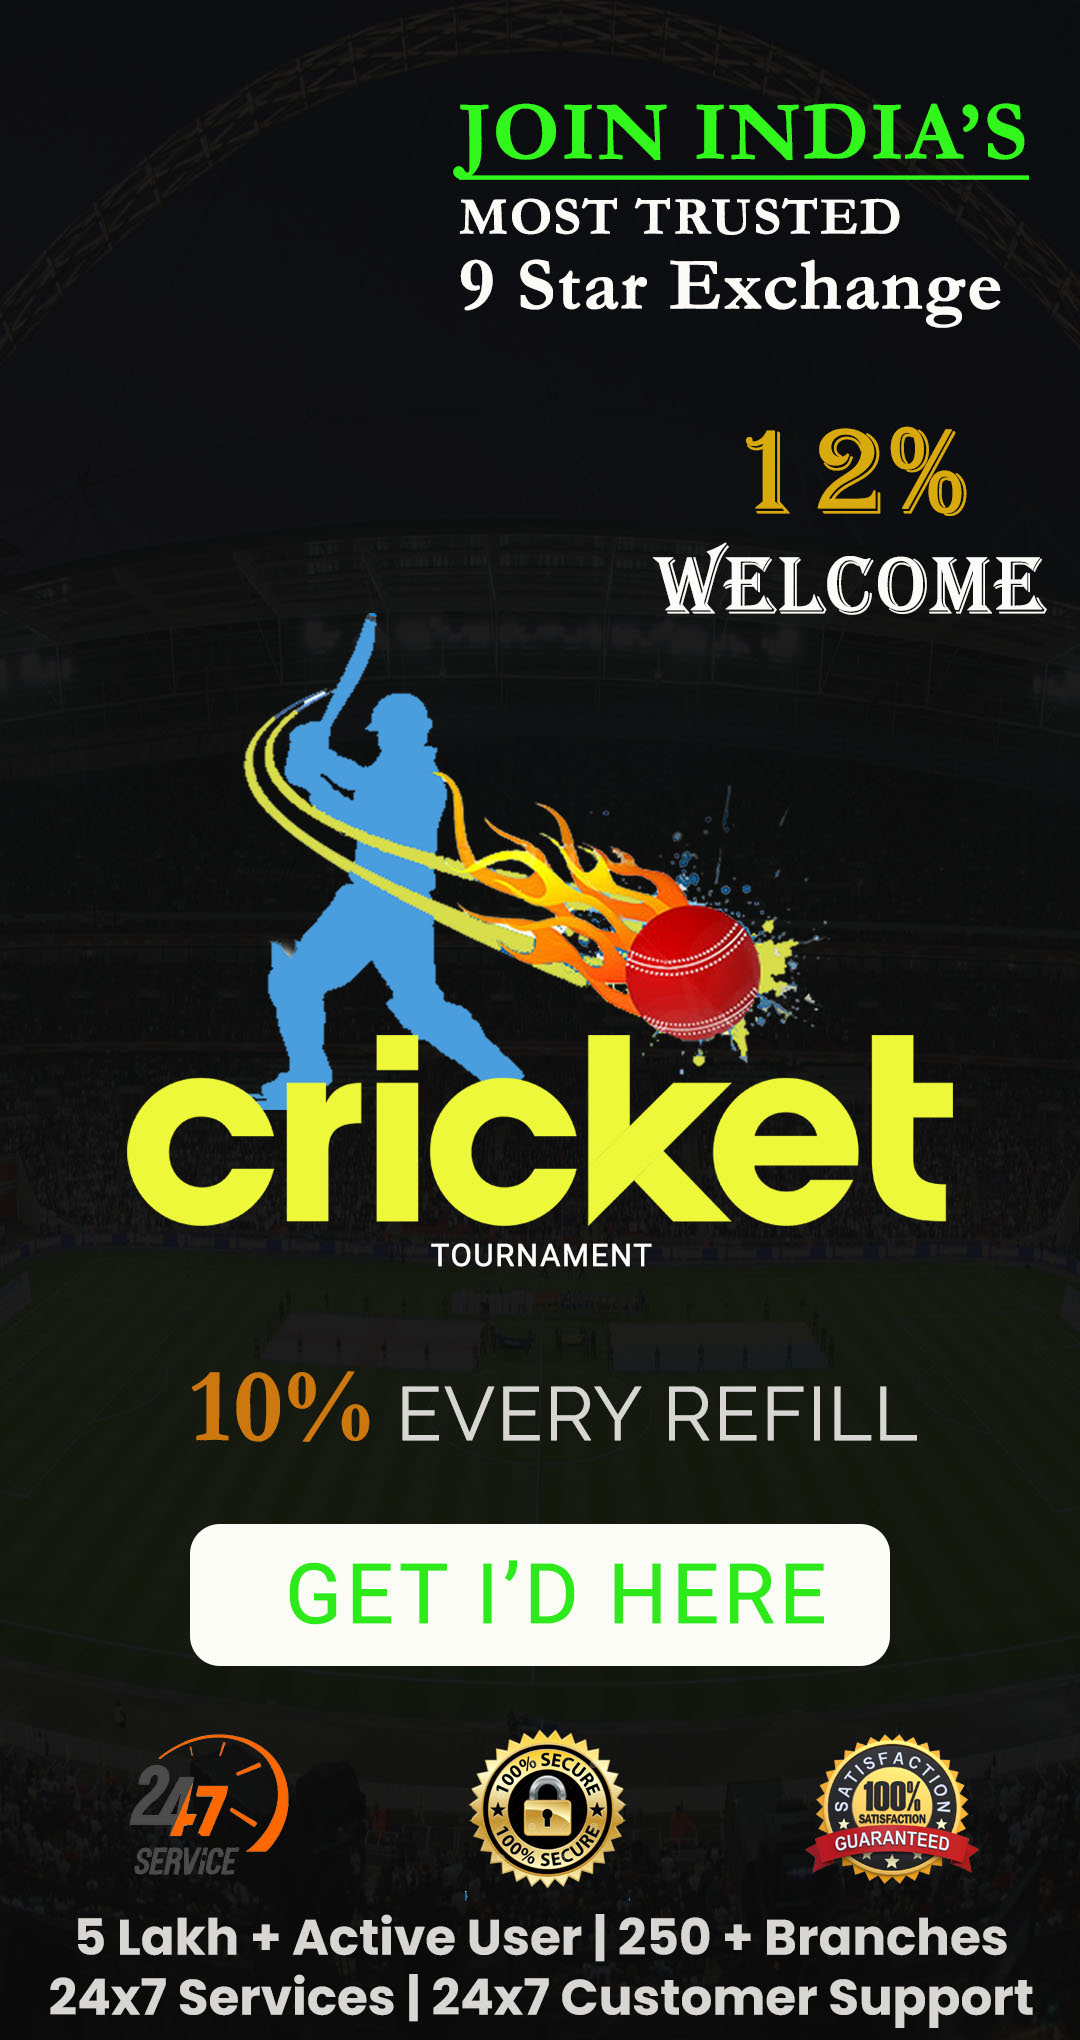 JOIN INDIA’S
MOST TRUSTED
9 Star Exchange
12%
WELCOME
cricket
TOURNAMENT
10% EVERY REFILL
GET I’D HERE
24/7
SERViCE
100% SECURE
100% SECURE
SATISFACTION
100%
SATISFACTION
GUARANTEED
5 Lakh + Active User | 250 + Branches
24x7 Services | 24x7 Customer Support